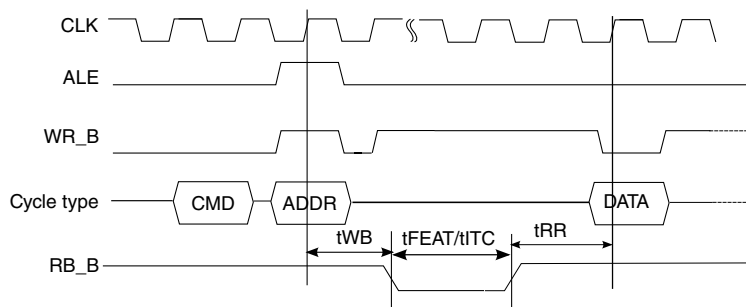 CLK
ALE
WR_B
Cycle type
CMD
ADDR
DATA
tWB
tFEAT/tITC
tRR
RB_B